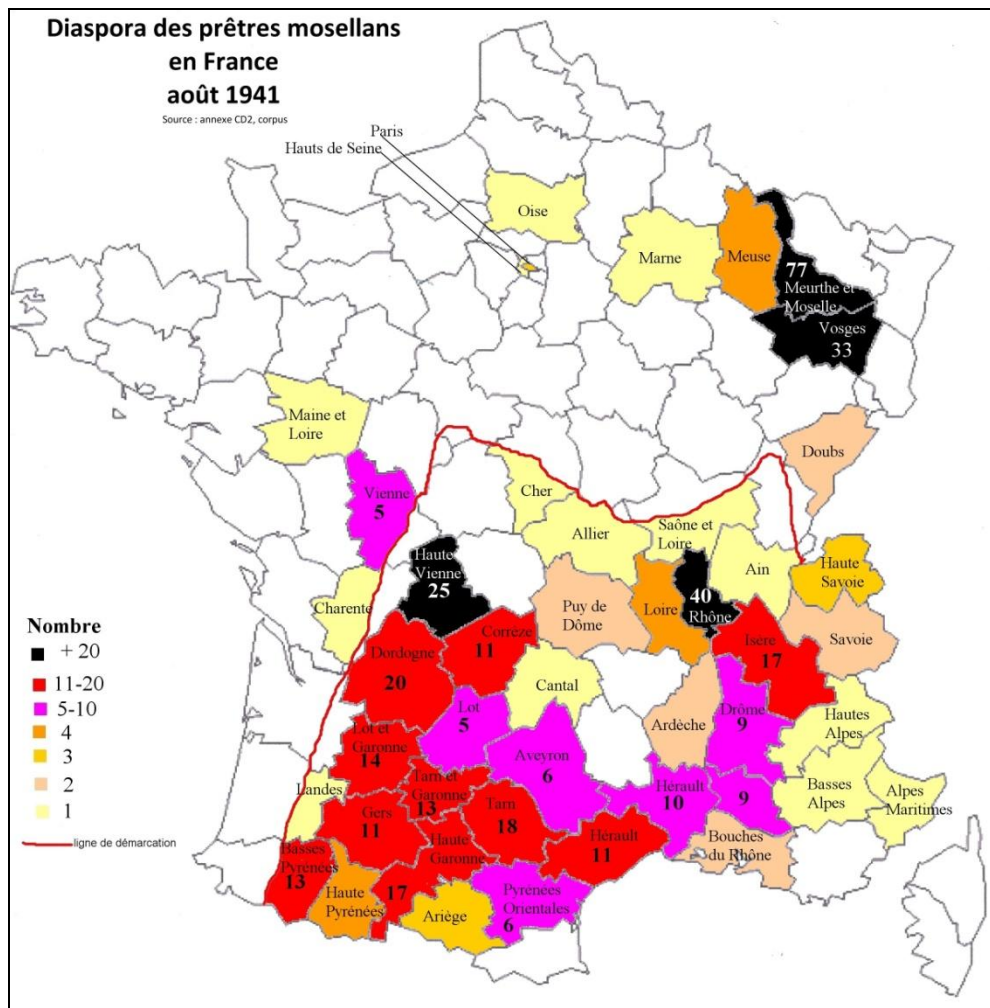 Diaspora des prêtres mosellans
en France
août 1941
Source : annexe CD2, corpus
Paris
Hauts de Seine
Oise
Marne
Meuse
77
Meurthe et
Moselle
Vosges
33
Maine et
Loire
Doubs
Vienne
5
Cher
Allier
Saône et
Loire
Ain
Haute
Savoie
Haute
Vienne
25
Charente
Puy de
Dôme
Loire
40
Rhône
Isère
17
Savoie
Nombre
+ 20
11-20
5-10
4
3
2
1
ligne de démarcation
Corrèze
11
Dordogne
20
Cantal
Lot
5
Ardèche
Drôme
9
Hautes
Alpes
Lot et
Garonne
14
Aveyron
6
Landes
Tarn et
Garonne
13
Tarn
18
Hérault
10
9
Basses
Alpes
Alpes
Maritimes
Gers
11
Haute
Garonne
17
Hérault
11
Bouches
du Rhône
Basses
Pyrénées
13
Haute
Pyrénées
Ariège
Pyrénées
Orientales
6